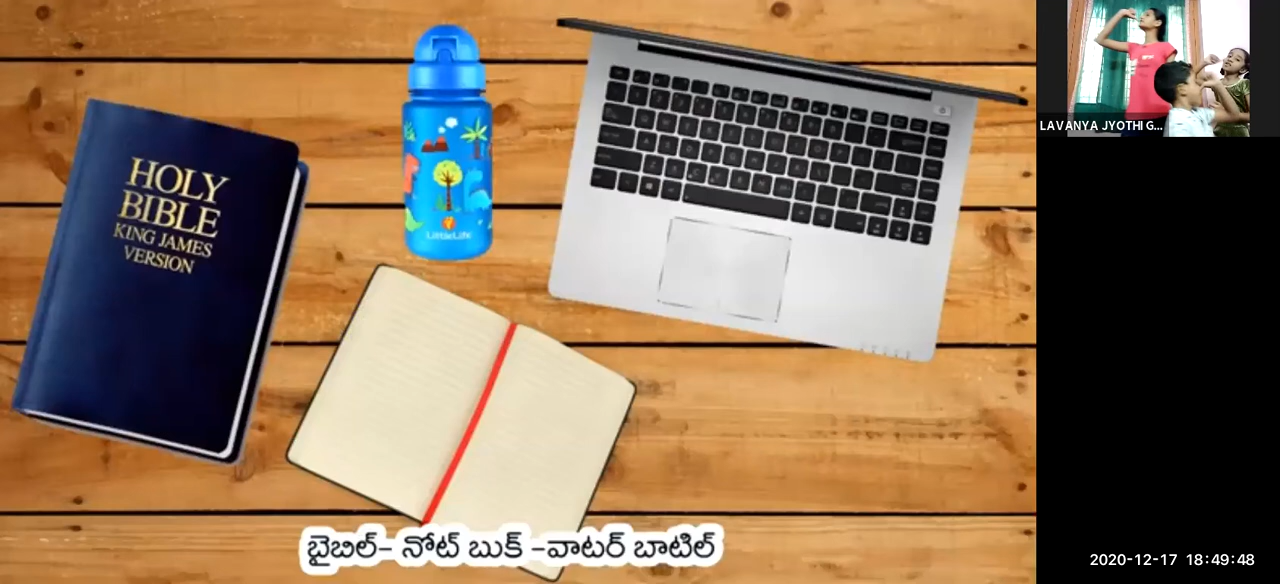 HOLY
BIBLE
KING JAMES
VERSION
LittleLife
బైబిల్- నోట్ బుక్ -వాటర్ బాటిల్
LAVANYA JYOTHI G...
2020-12-17 18:49:48